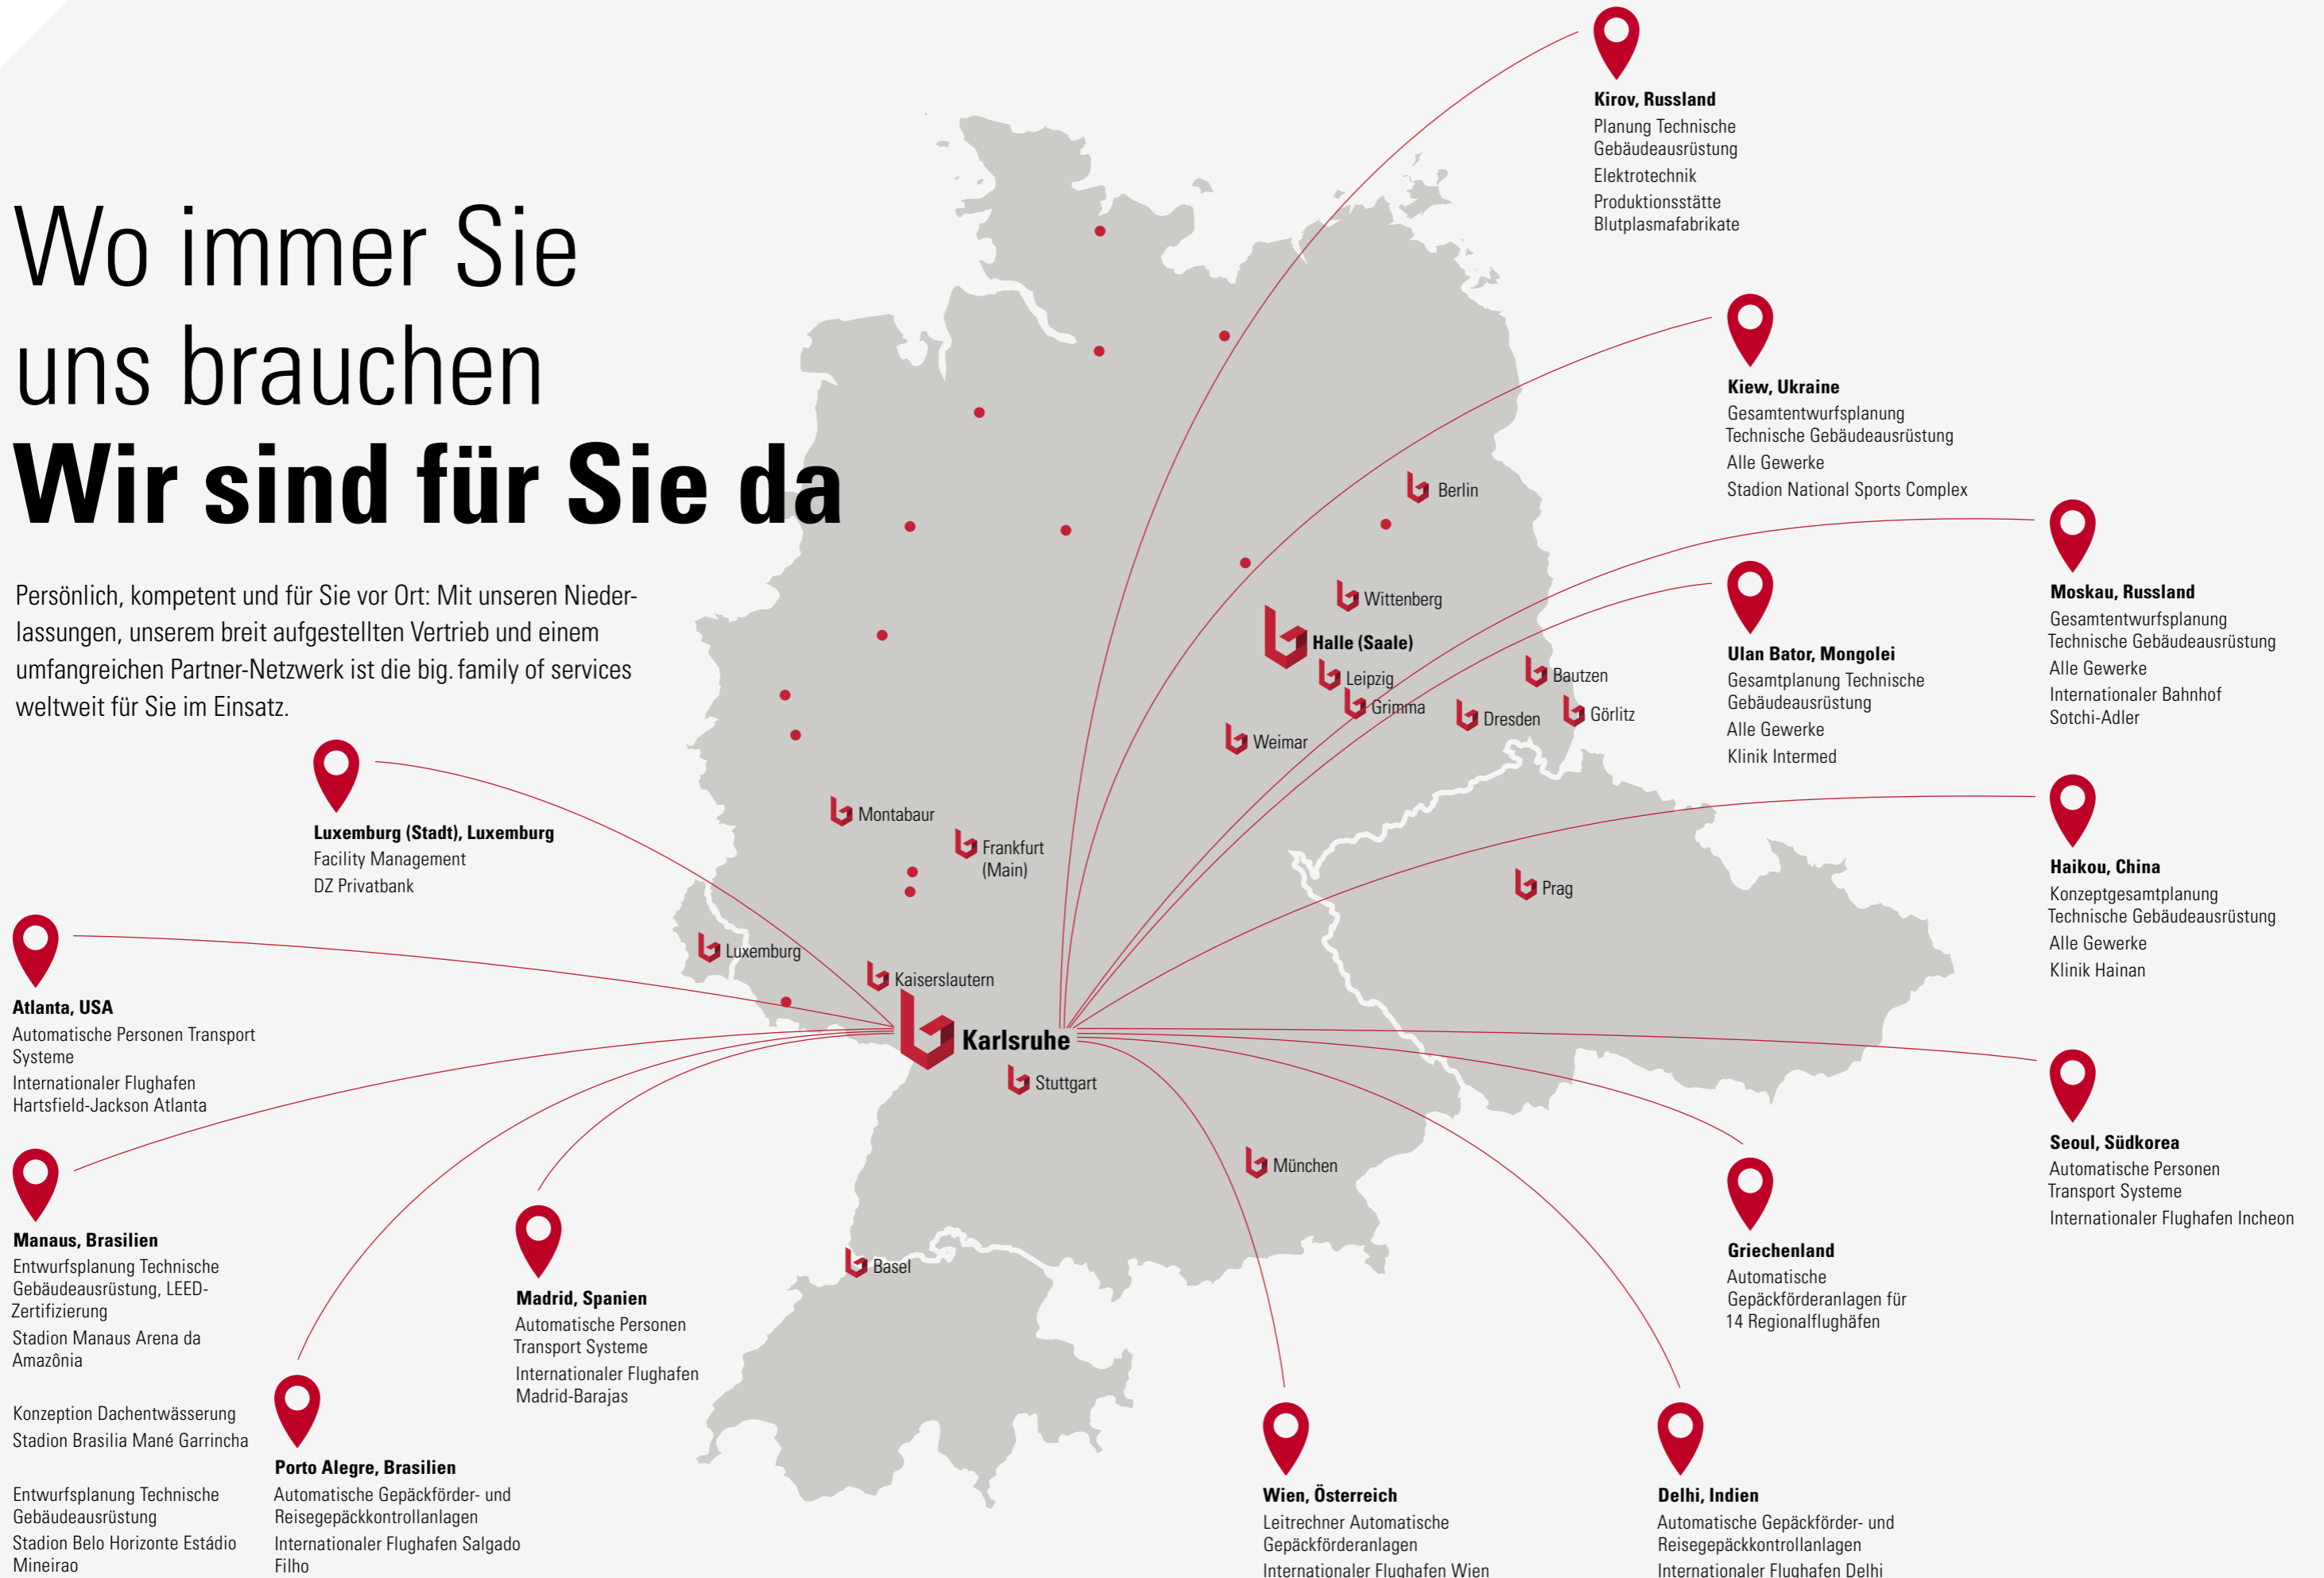 Wo immer Sie
uns brauchen
Wir sind für Sie da
Persönlich, kompetent und für Sie vor Ort: Mit unseren Nieder-
lassungen, unserem breit aufgestellten Vertrieb und einem
umfangreichen Partner-Netzwerk ist die big. family of services
weltweit für Sie im Einsatz.
Kirov, Russland
Planung Technische
Gebäudeausrüstung
Elektrotechnik
Produktionsstätte
Blutplasmafabrikate
Kiew, Ukraine
Gesamtentwurfsplanung
Technische Gebäudeausrüstung
Alle Gewerke
Stadion National Sports Complex
Moskau, Russland
Gesamtentwurfsplanung
Technische Gebäudeausrüstung
Alle Gewerke
Internationaler Bahnhof
Sotchi-Adler
Ulan Bator, Mongolei
Gesamtplanung Technische
Gebäudeausrüstung
Alle Gewerke
Klinik Intermed
Haikou, China
Konzeptgesamtplanung
Technische Gebäudeausrüstung
Alle Gewerke
Klinik Hainan
Seoul, Südkorea
Automatische Personen
Transport Systeme
Internationaler Flughafen Incheon
Griechenland
Automatische
Gepäckförderanlagen für
14 Regionalflughäfen
Delhi, Indien
Automatische Gepäckförder- und
Reisegepäckkontrollanlagen
Internationaler Flughafen Delhi
Wien, Österreich
Leitrechner Automatische
Gepäckförderanlagen
Internationaler Flughafen Wien
Luxemburg (Stadt), Luxemburg
Facility Management
DZ Privatbank
Atlanta, USA
Automatische Personen Transport
Systeme
Internationaler Flughafen
Hartsfield-Jackson Atlanta
Manaus, Brasilien
Entwurfsplanung Technische
Gebäudeausrüstung, LEED-
Zertifizierung
Stadion Manaus Arena da
Amazônia
Konzeption Dachentwässerung
Stadion Brasilia Mané Garrincha
Entwurfsplanung Technische
Gebäudeausrüstung
Stadion Belo Horizonte Estádio
Mineirao
Porto Alegre, Brasilien
Automatische Gepäckförder- und
Reisegepäckkontrollanlagen
Internationaler Flughafen Salgado
Filho
Madrid, Spanien
Automatische Personen
Transport Systeme
Internationaler Flughafen
Madrid-Barajas
Berlin
Wittenberg
Halle (Saale)
Leipzig
Grimma
Bautzen
Dresden
Görlitz
Weimar
Montabaur
Frankfurt
(Main)
Prag
Luxemburg
Kaiserslautern
Karlsruhe
Stuttgart
München
Basel